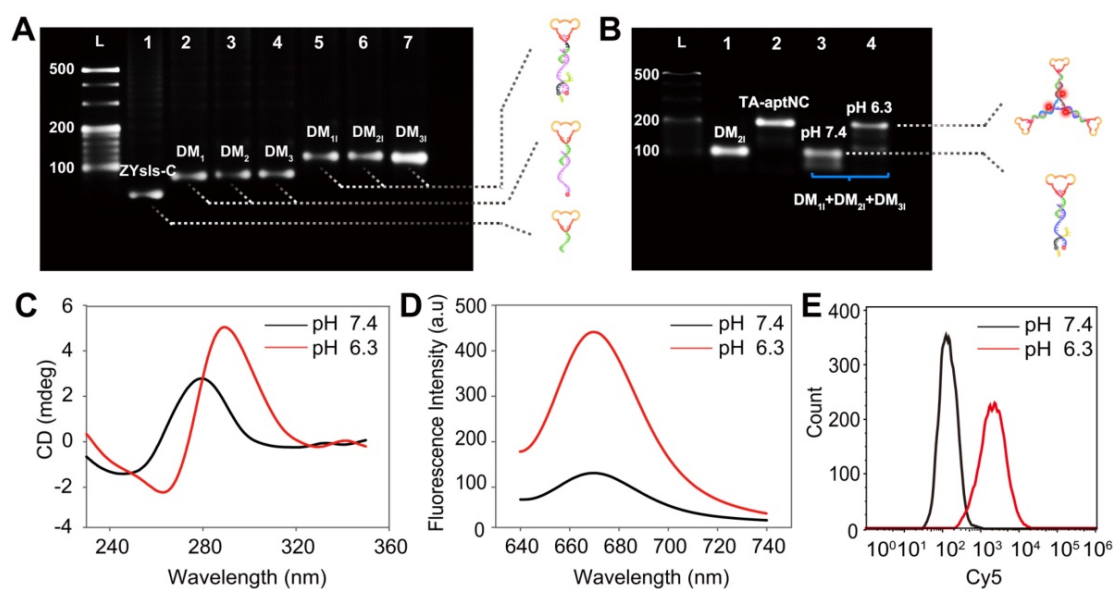 A
L 1 2 3 4 5 6 7
500
200
100
ZYsls-C
DM1
DM2
DM3
DM1I
DM2I
DM3I
B
L 1 2 3 4
500
200
100
DM2I
TA-aptNC
pH 7.4
pH 6.3
DM1I+DM2I+DM3I
C
6
4
2
0
-2
-4
CD (mdeg)
pH 7.4
pH 6.3
240 280 320 360
Wavelength (nm)
D
500
400
300
200
100
0
Fluorescence Intensity (a.u)
pH 7.4
pH 6.3
640 660 680 700 720 740
Wavelength (nm)
E
400
300
200
100
0
Count
pH 7.4
pH 6.3
10^0 10^1 10^2 10^3 10^4 10^5 10^6
Cy5